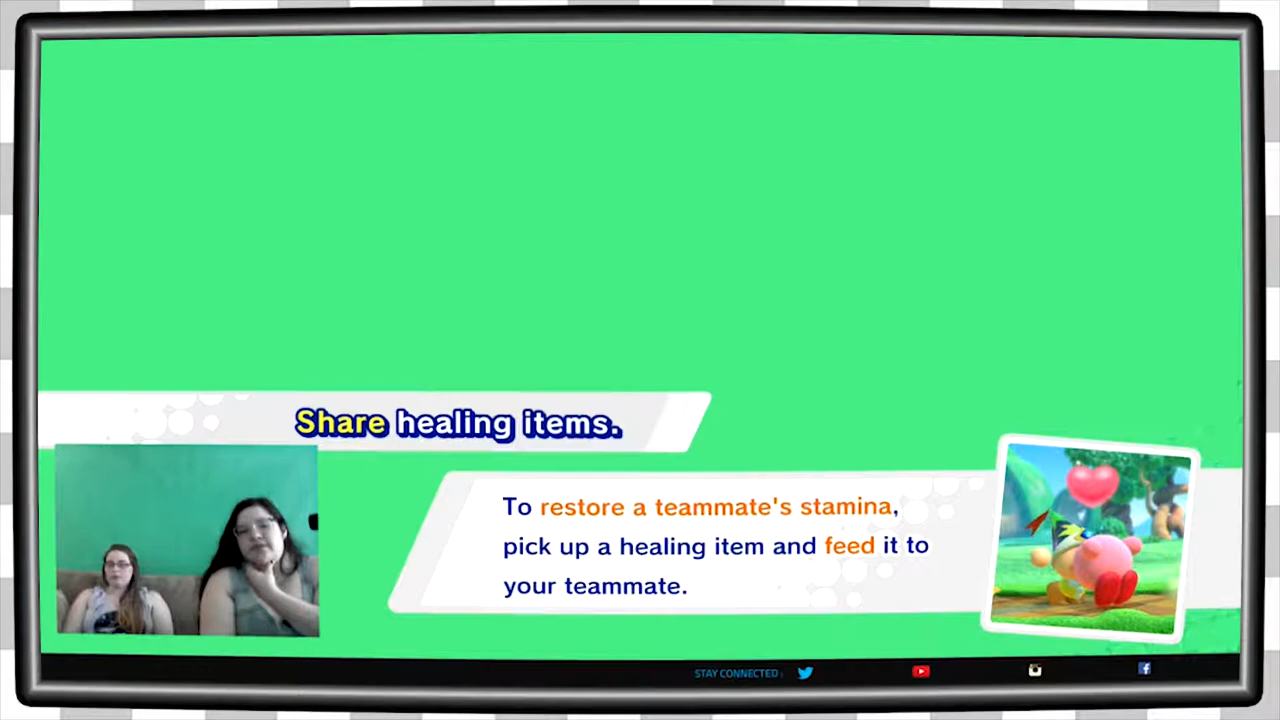 Share healing items.
To restore a teammate's stamina,
pick up a healing item and feed it to
your teammate.
STAY CONNECTED :